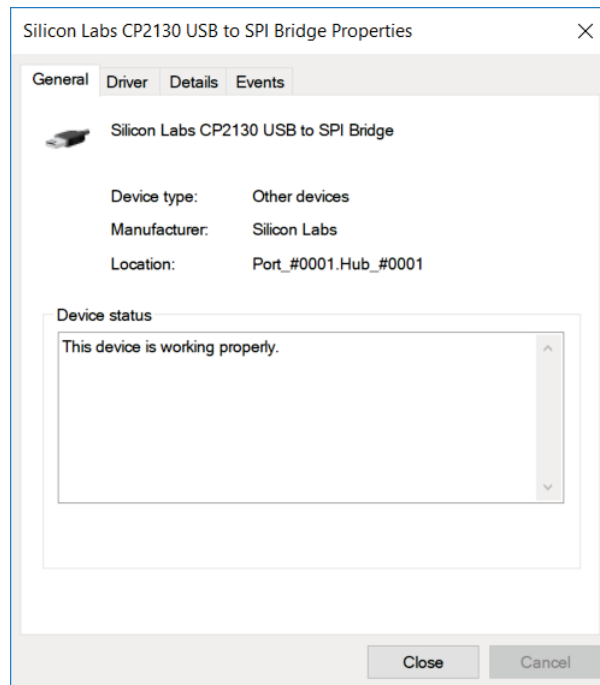 Silicon Labs CP2130 USB to SPI Bridge Properties
General Driver Details Events
Silicon Labs CP2130 USB to SPI Bridge
Device type: Other devices
Manufacturer: Silicon Labs
Location: Port_#0001.Hub_#0001
Device status
This device is working properly.
Close Cancel